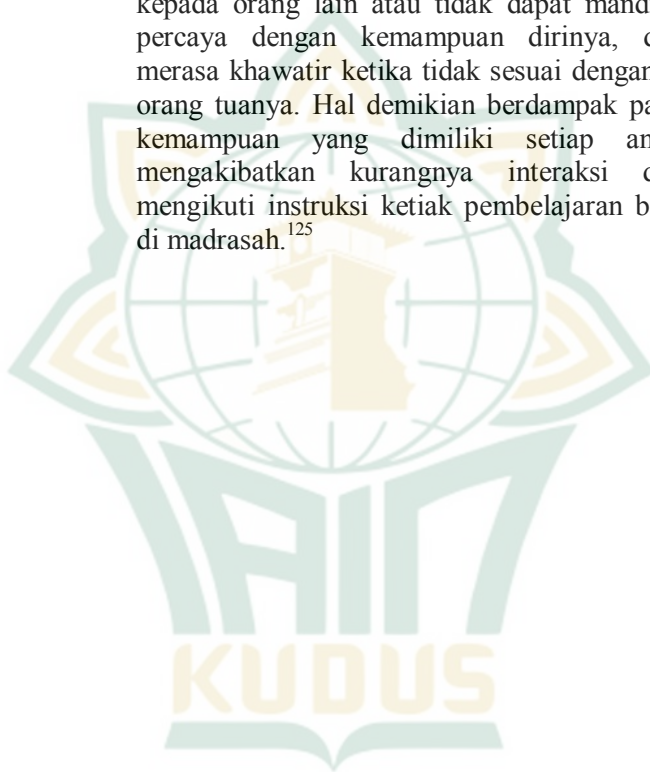 kepada orang lain atau tidak dapat mand
percaya dengan kemampuan dirinya, d
merasa khawatir ketika tidak sesuai dengan
orang tuanya. Hal demikian berdampak pa
kemampuan yang dimiliki setiap an
mengakibatkan kurangnya interaksi d
mengikuti instruksi ketiak pembelajaran b
di madrasah.125
IAIN
KUDUS